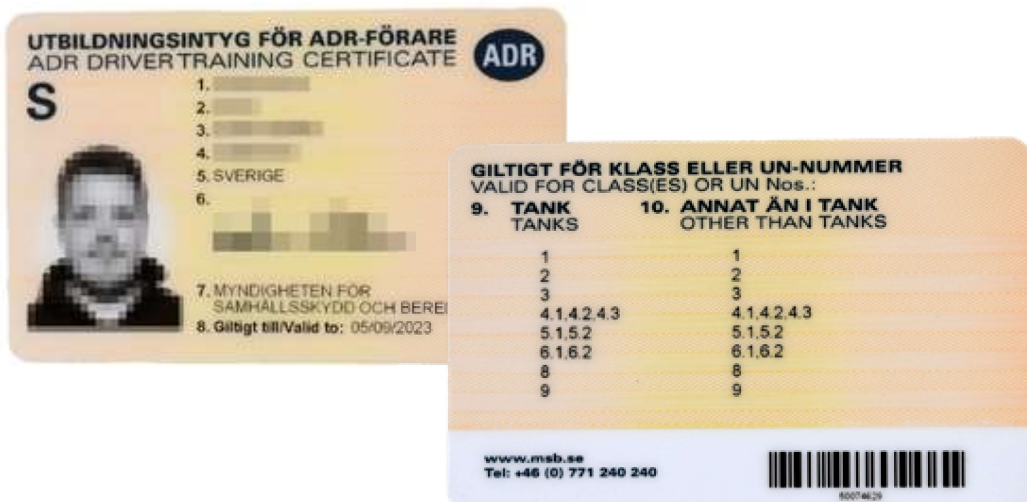 UTBILDNINGSINTYG FÖR ADR-FÖRARE
ADR DRIVER TRAINING CERTIFICATE
ADR
S
1.
2.
3.
4.
5. SVERIGE
6.
7. MYNDIGHETEN FÖR
SAMHÄLLSSKYDD OCH BERE
8. Giltigt till/Valid to: 05/09/2023
GILTIGT FÖR KLASS ELLER UN-NUMMER
VALID FOR CLASS(ES) OR UN Nos.:
9. TANK 10. ANNAT ÄN I TANK
TANKS OTHER THAN TANKS
1 1
2 2
3 3
4.1,4.2,4.3 4.1,4.2,4.3
5.1,5.2 5.1,5.2
6.1,6.2 6.1,6.2
8 8
9 9
www.msb.se
Tel: +46 (0) 771 240 240
50074629